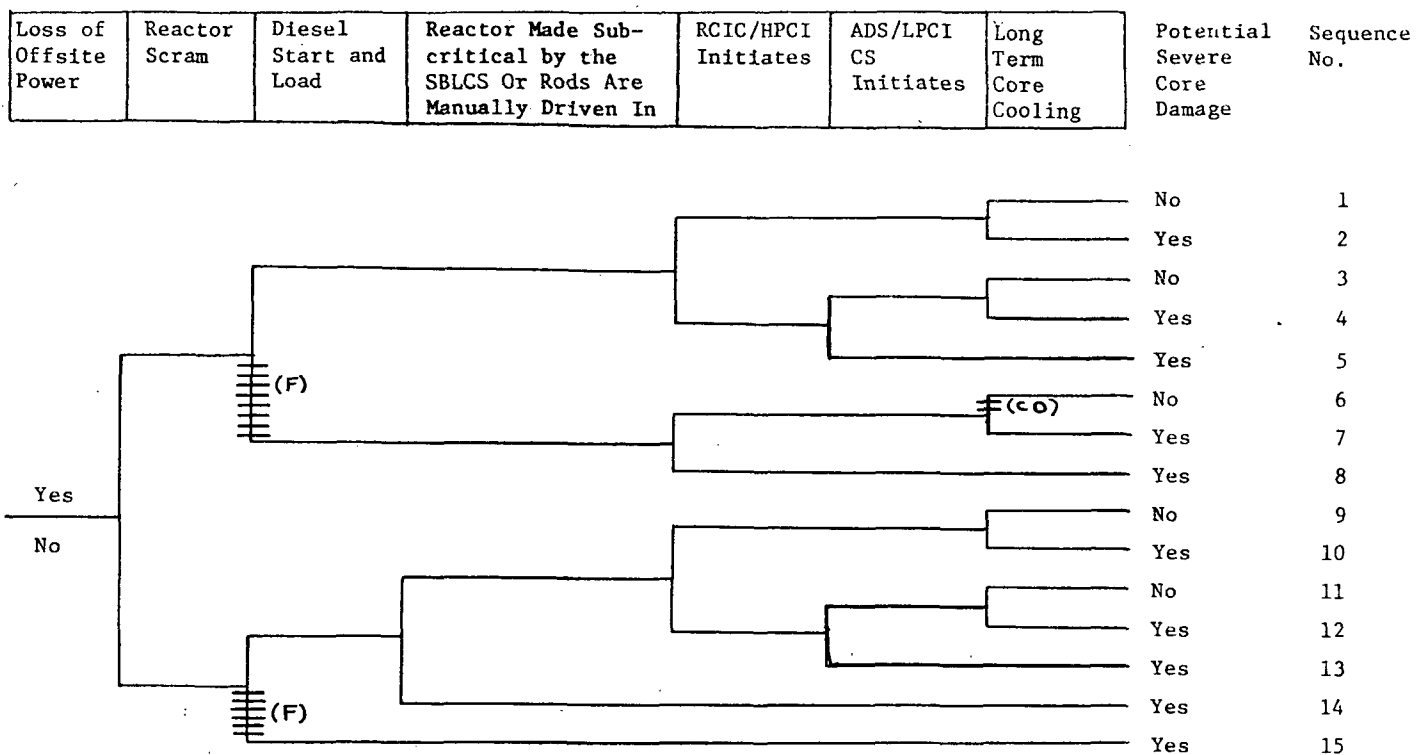 Loss of Offsite Power
Reactor Scram
Diesel Start and Load
Reactor Made Sub-
critical by the
SBLCS Or Rods Are
Manually Driven In
RCIC/HPCI
Initiates
ADS/LPCI
CS
Initiates
Long
Term
Core
Cooling
Potential
Severe
Core
Damage
Sequence
No.
No 1
Yes 2
No 3
Yes 4
Yes 5
(F)
No 6
(CO)
Yes 7
Yes 8
Yes
No
No 9
Yes 10
No 11
Yes 12
Yes 13
Yes 14
(F)
Yes 15